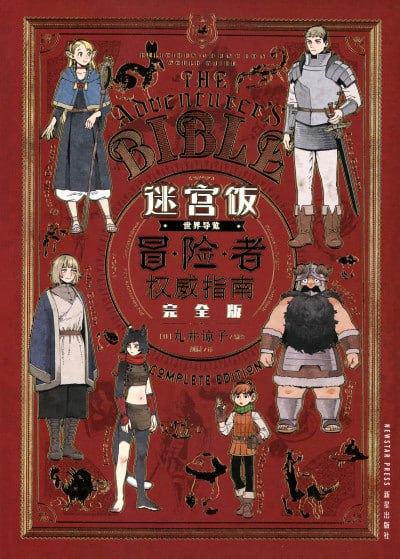 DELICIOUS IN DUNGEON
WORLD GUIDE
THE
Adventurer's
BIBLE
迷宫饭
·世界导览·
冒·险·者
权威指南
完全版
[日]九井谅子
COMPLETE EDITION
NEWSTAR PRESS 新星出版社